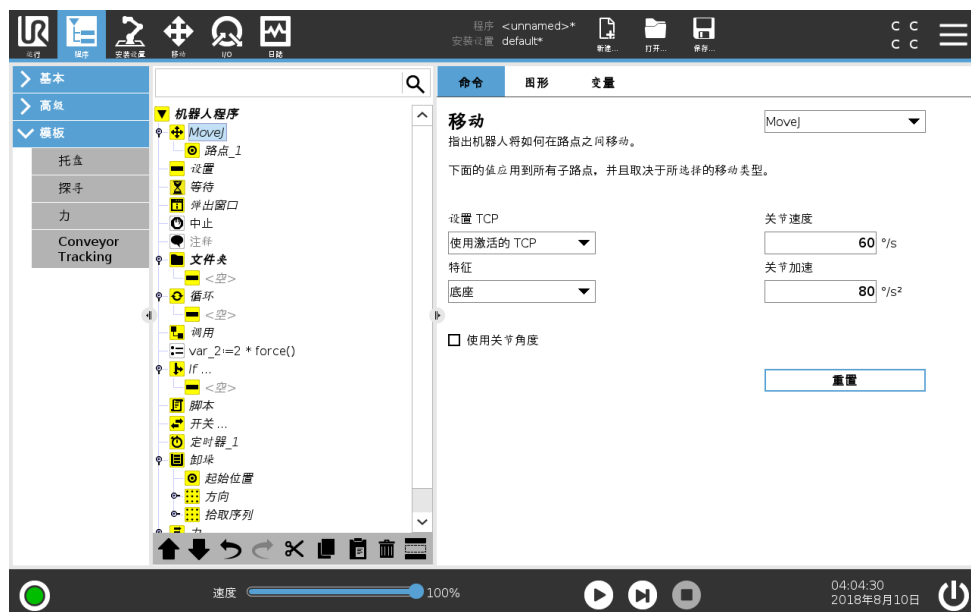 UR
运行
程序
安装设置
移动
I/O
日志
程序 <unnamed>*
安装设置 default*
新建...
打开...
保存...
C C
C C
基本
高级
模板
托盘
探寻
力
Conveyor
Tracking
机器人程序
MoveJ
路点_1
设置
等待
弹出窗口
中止
注释
文件夹
<空>
循环
<空>
调用
var_2:=2 * force()
If ...
<空>
脚本
开关 ...
定时器_1
卸垛
起始位置
方向
拾取序列
力
命令 图形 变量
移动
MoveJ
指出机器人将如何在路点之间移动。
下面的值应用到所有子路点，并且取决于所选择的移动类型。
设置 TCP
关节速度
使用激活的 TCP
60 °/s
特征
关节加速
底座
80 °/s²
使用关节角度
重置
速度
100%
04:04:30
2018年8月10日